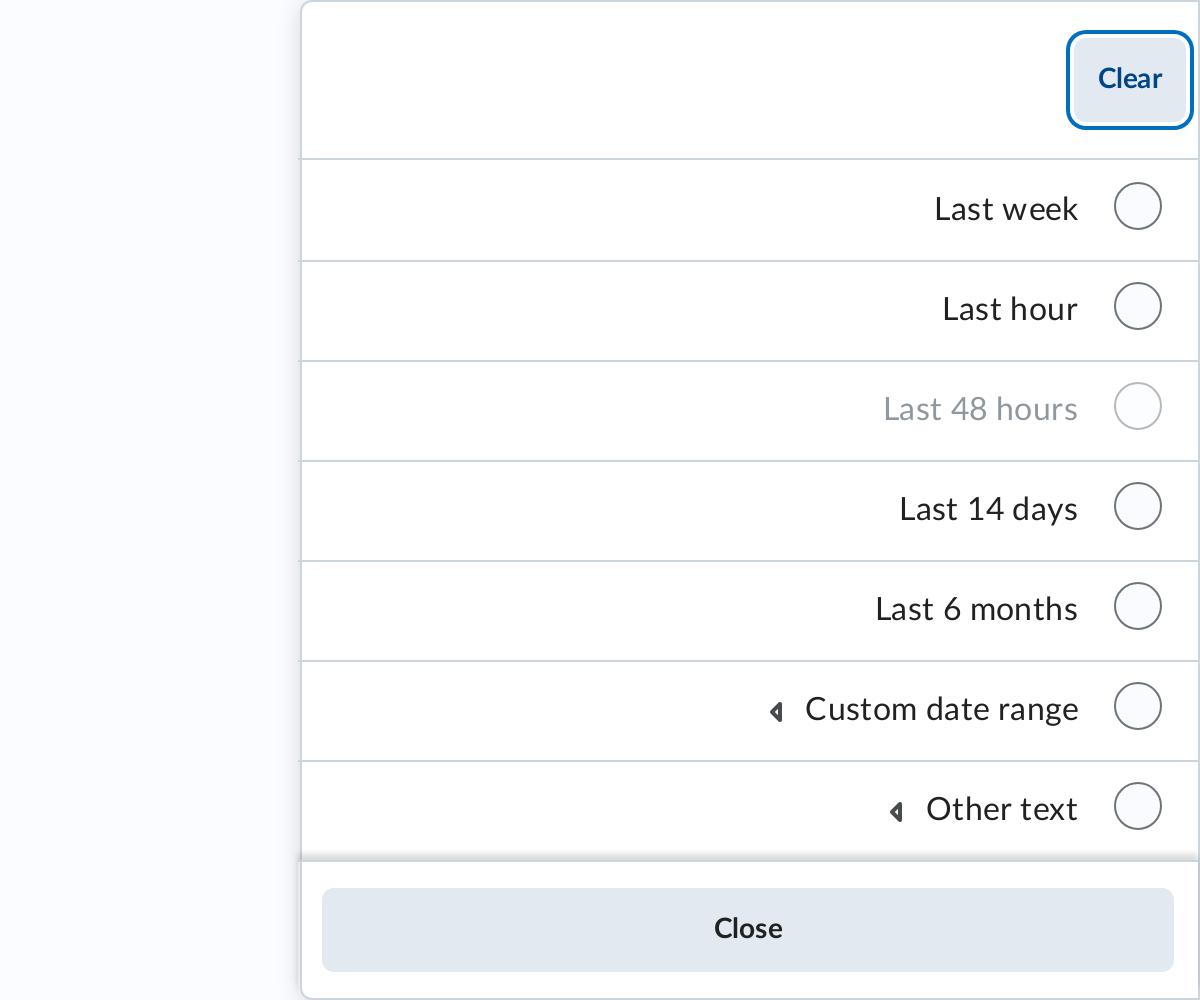 Clear
Last week
Last hour
Last 48 hours
Last 14 days
Last 6 months
Custom date range
Other text
Close